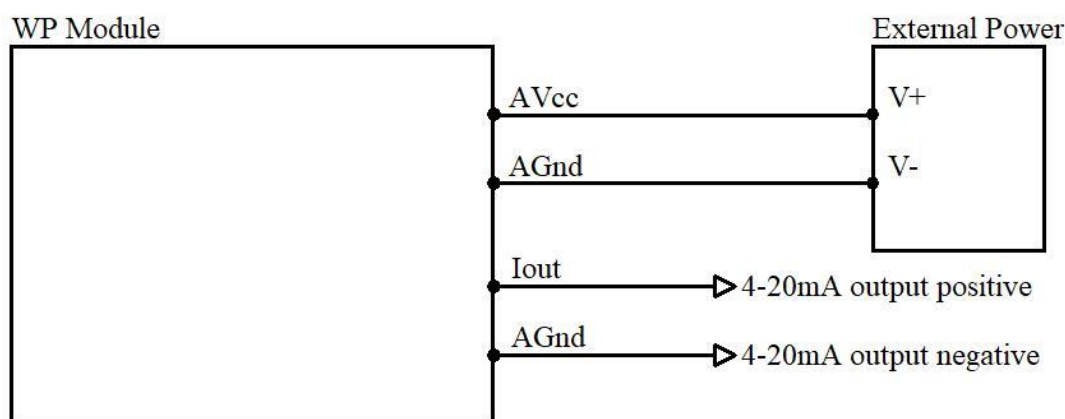 WP Module
External Power
AVcc
V+
AGnd
V-
Iout
4-20mA output positive
AGnd
4-20mA output negative